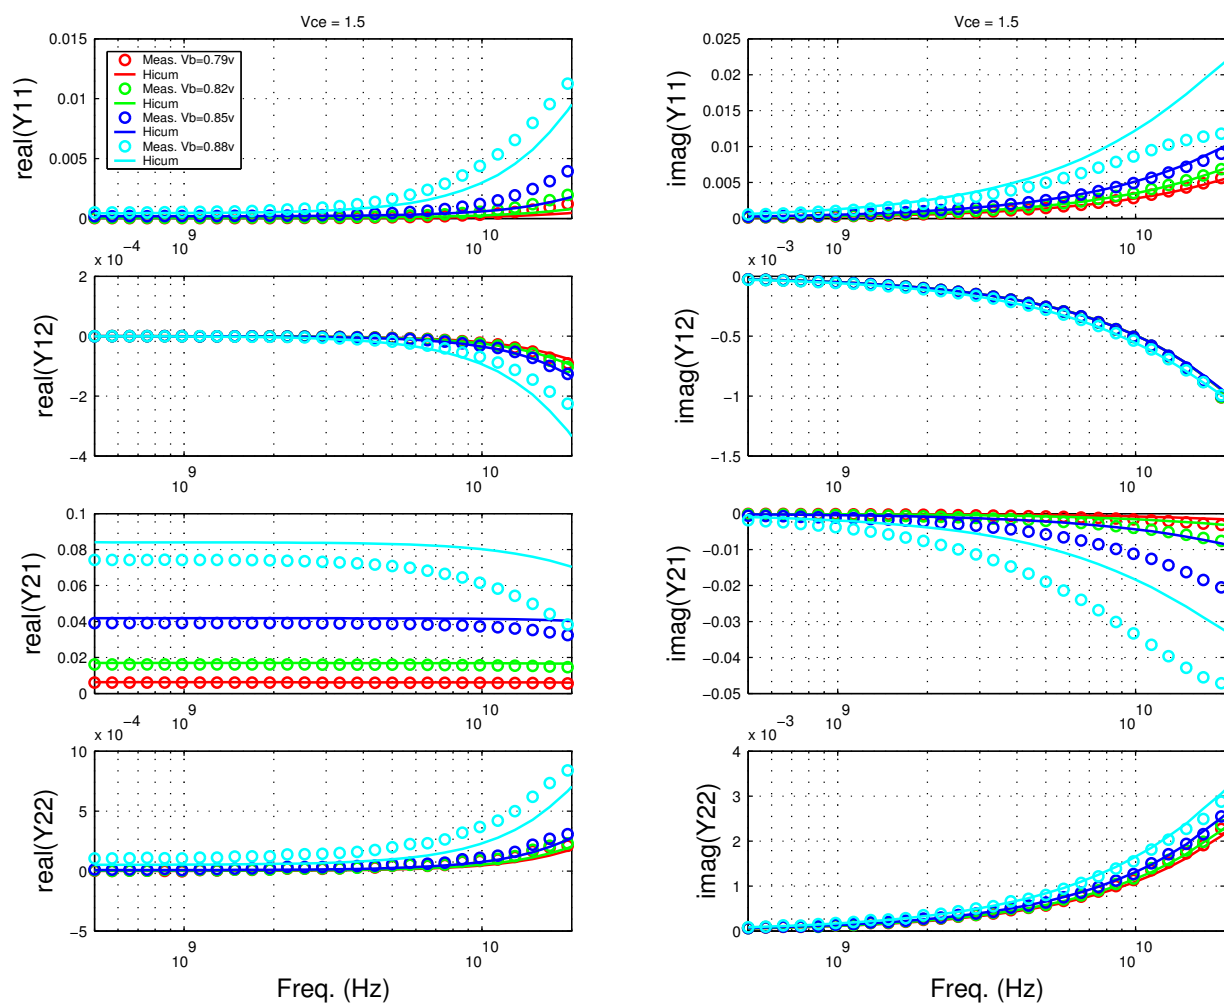 Vce = 1.5
0.015
0.01
0.005
0
real(Y11)
Meas. Vb=0.79v
Hicum
Meas. Vb=0.82v
Hicum
Meas. Vb=0.85v
Hicum
Meas. Vb=0.88v
Hicum
10^9
10^10
Vce = 1.5
0.025
0.02
0.015
0.01
0.005
0
imag(Y11)
10^9
10^10
x 10^−4
2
0
−2
−4
real(Y12)
10^9
10^10
x 10^−3
0
−0.5
−1
−1.5
imag(Y12)
10^9
10^10
0.1
0.08
0.06
0.04
0.02
0
real(Y21)
10^9
10^10
0
−0.01
−0.02
−0.03
−0.04
−0.05
imag(Y21)
10^9
10^10
x 10^−4
10
5
0
−5
real(Y22)
10^9
10^10
Freq. (Hz)
x 10^−3
4
3
2
1
0
imag(Y22)
10^9
10^10
Freq. (Hz)